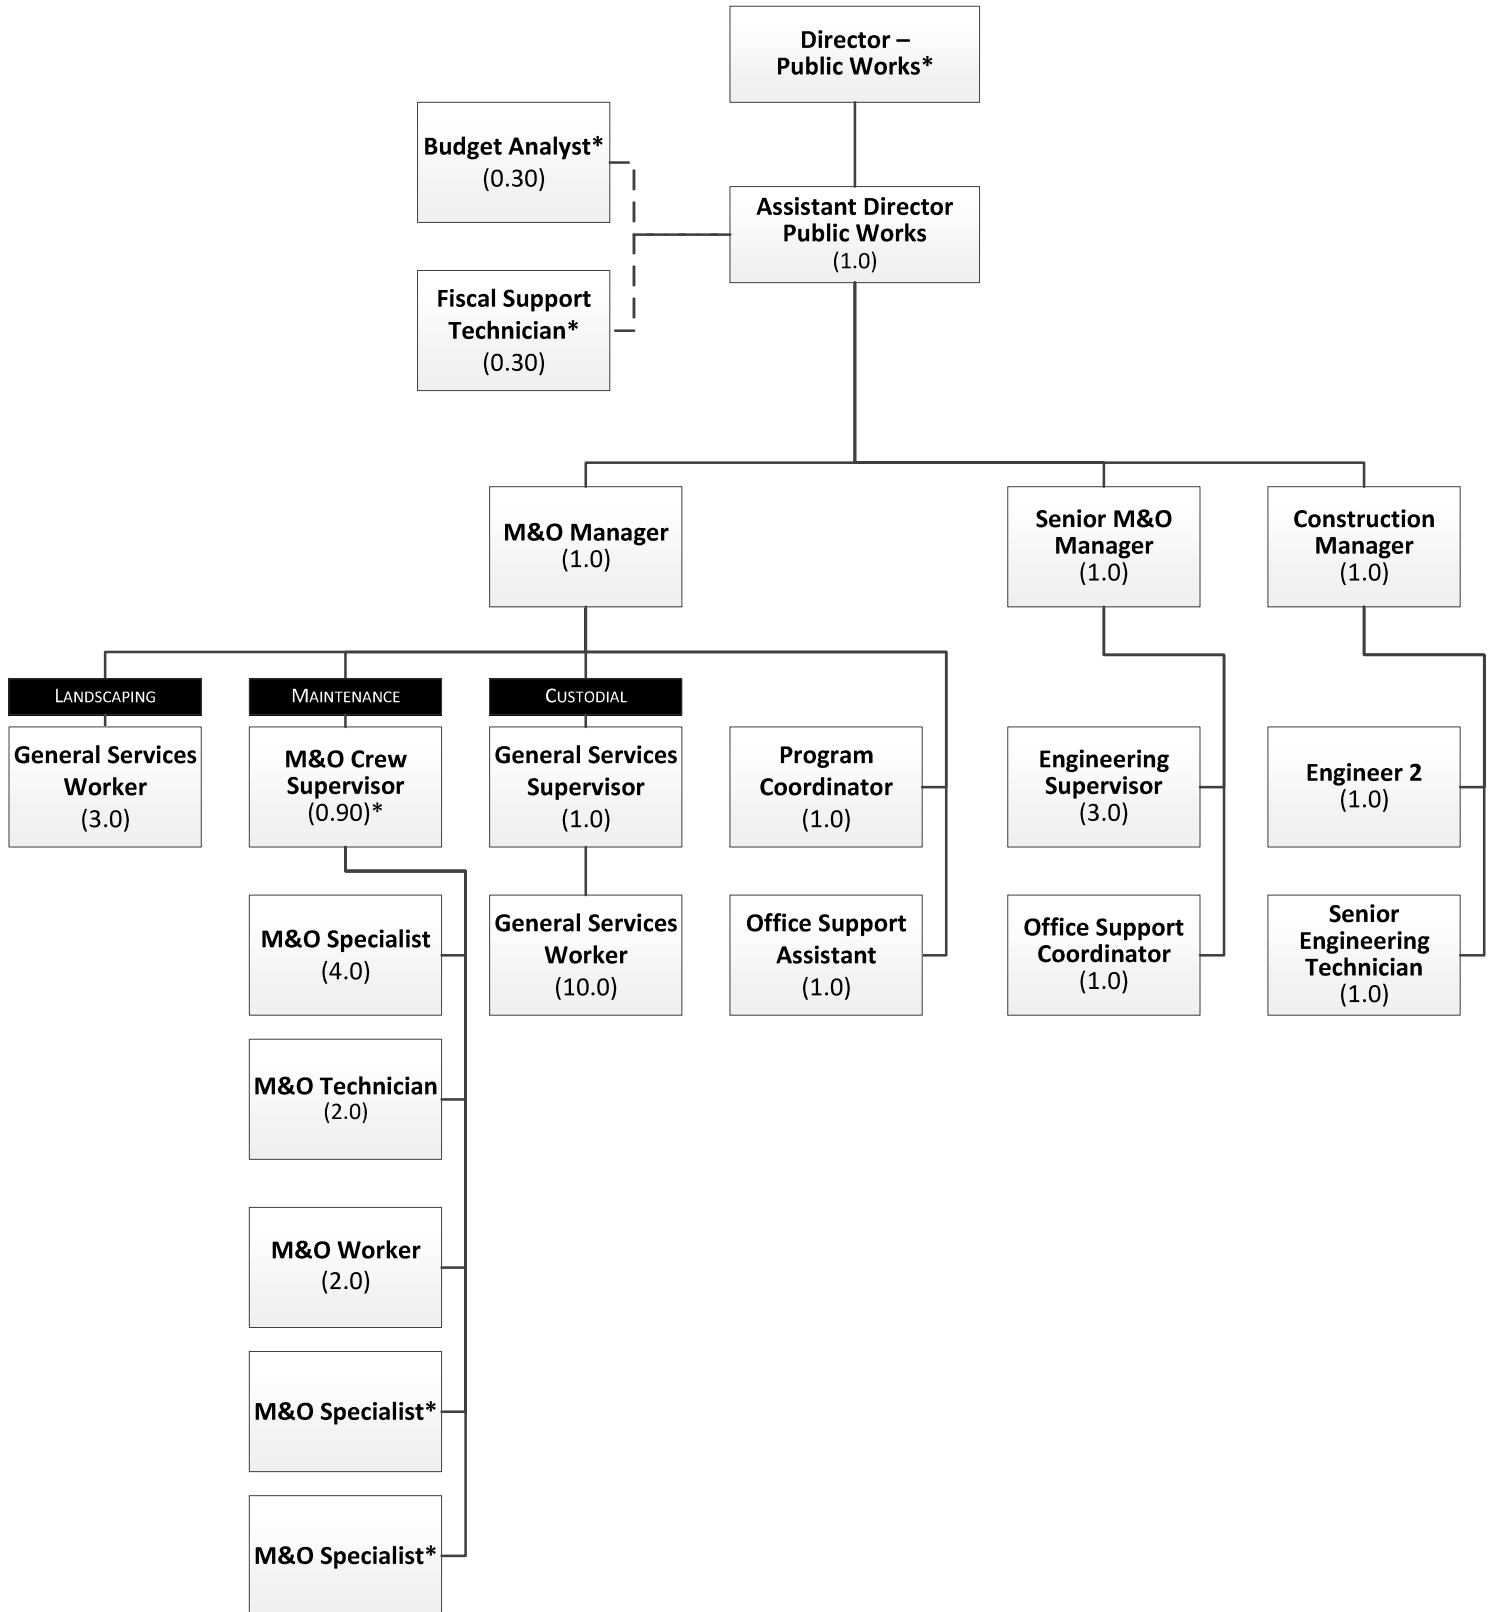 Director –
Public Works*
Budget Analyst*
(0.30)
Assistant Director
Public Works
(1.0)
Fiscal Support
Technician*
(0.30)
M&O Manager
(1.0)
Senior M&O
Manager
(1.0)
Construction
Manager
(1.0)
LANDSCAPING
General Services
Worker
(3.0)
MAINTENANCE
M&O Crew
Supervisor
(0.90)*
CUSTODIAL
General Services
Supervisor
(1.0)
Program
Coordinator
(1.0)
Engineering
Supervisor
(3.0)
Engineer 2
(1.0)
M&O Specialist
(4.0)
General Services
Worker
(10.0)
Office Support
Assistant
(1.0)
Office Support
Coordinator
(1.0)
Senior
Engineering
Technician
(1.0)
M&O Technician
(2.0)
M&O Worker
(2.0)
M&O Specialist*
M&O Specialist*